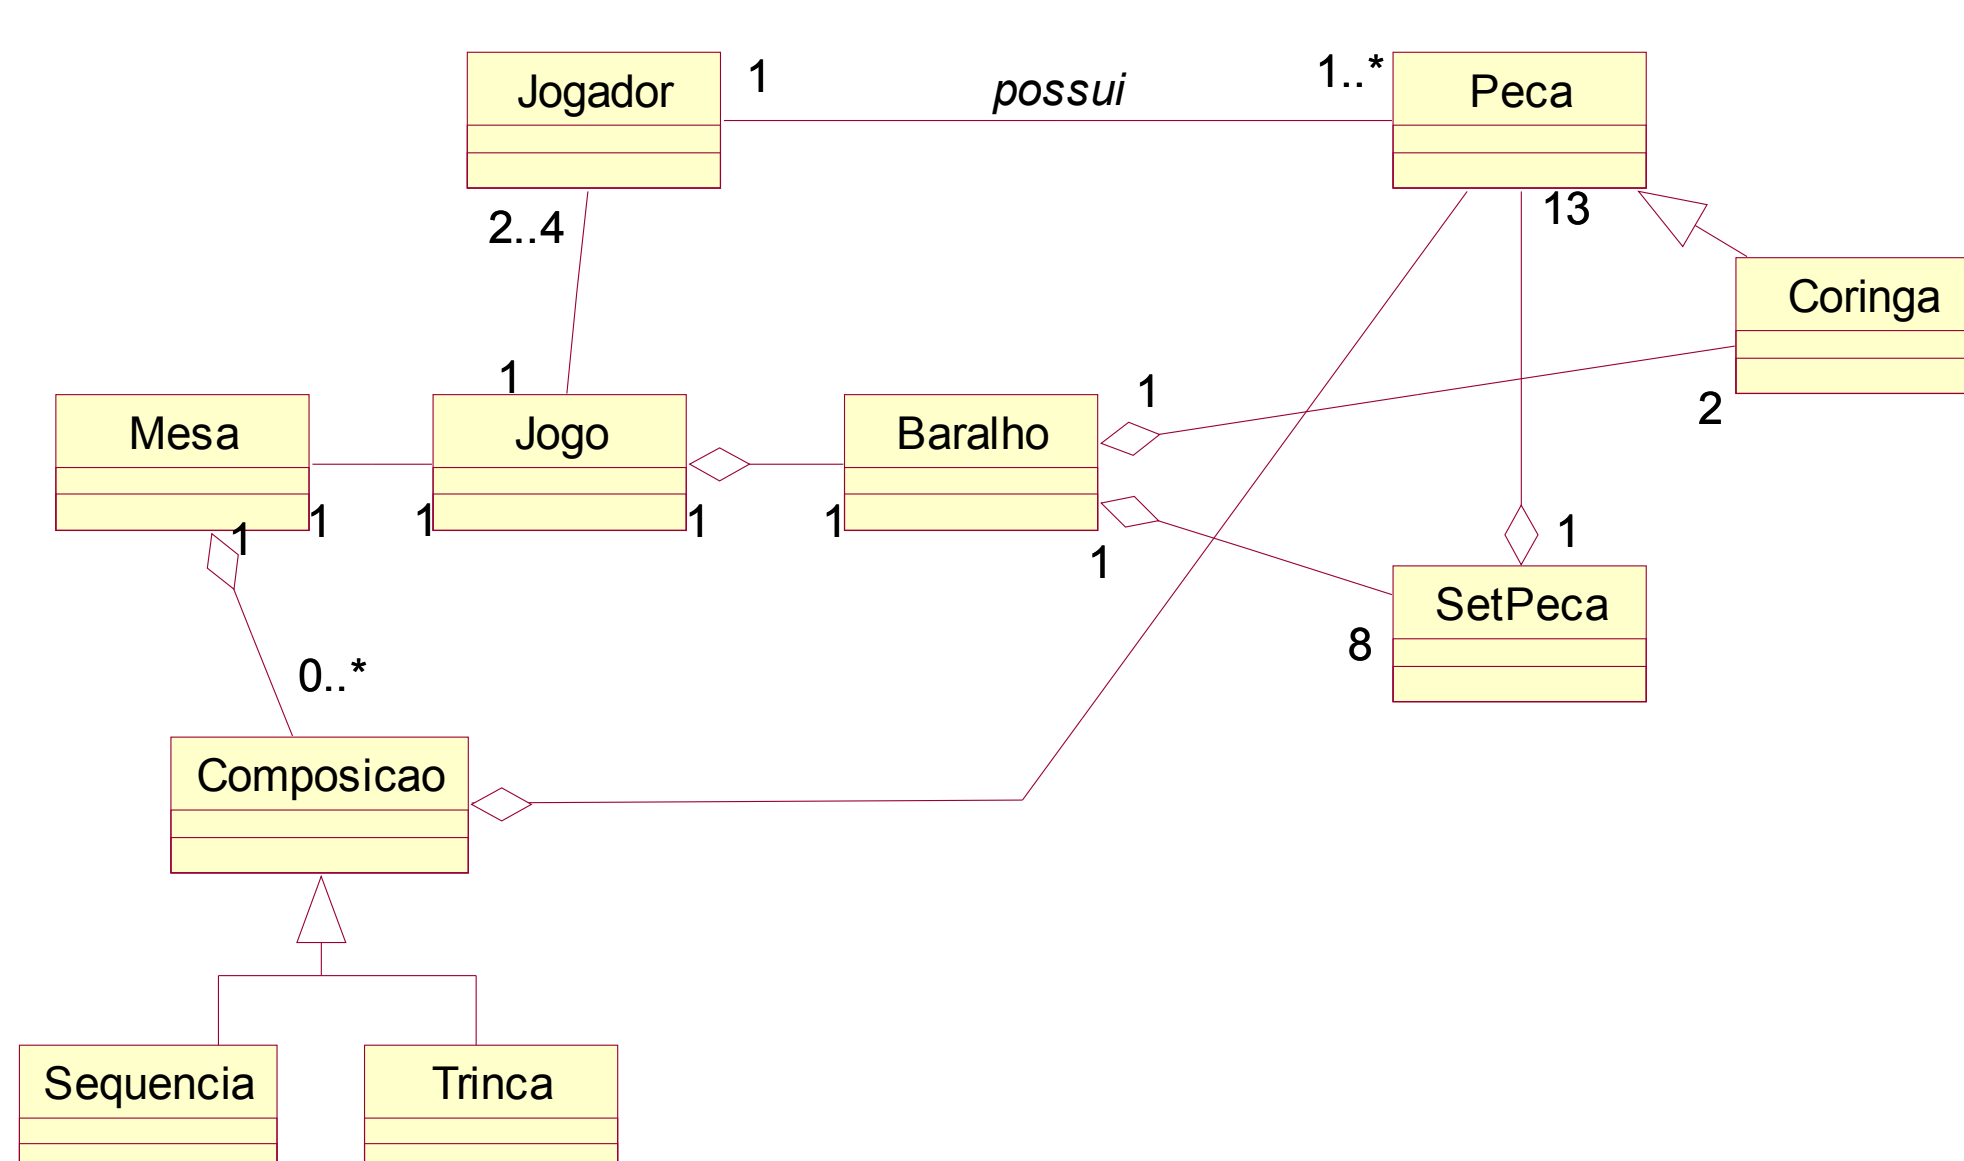 Jogador
1
possui
1..*
Peca
2..4
13
Coringa
1
1
2
Mesa
Jogo
Baralho
1
1
1
1
1
1
1
SetPeca
8
0..*
Composicao
Sequencia
Trinca